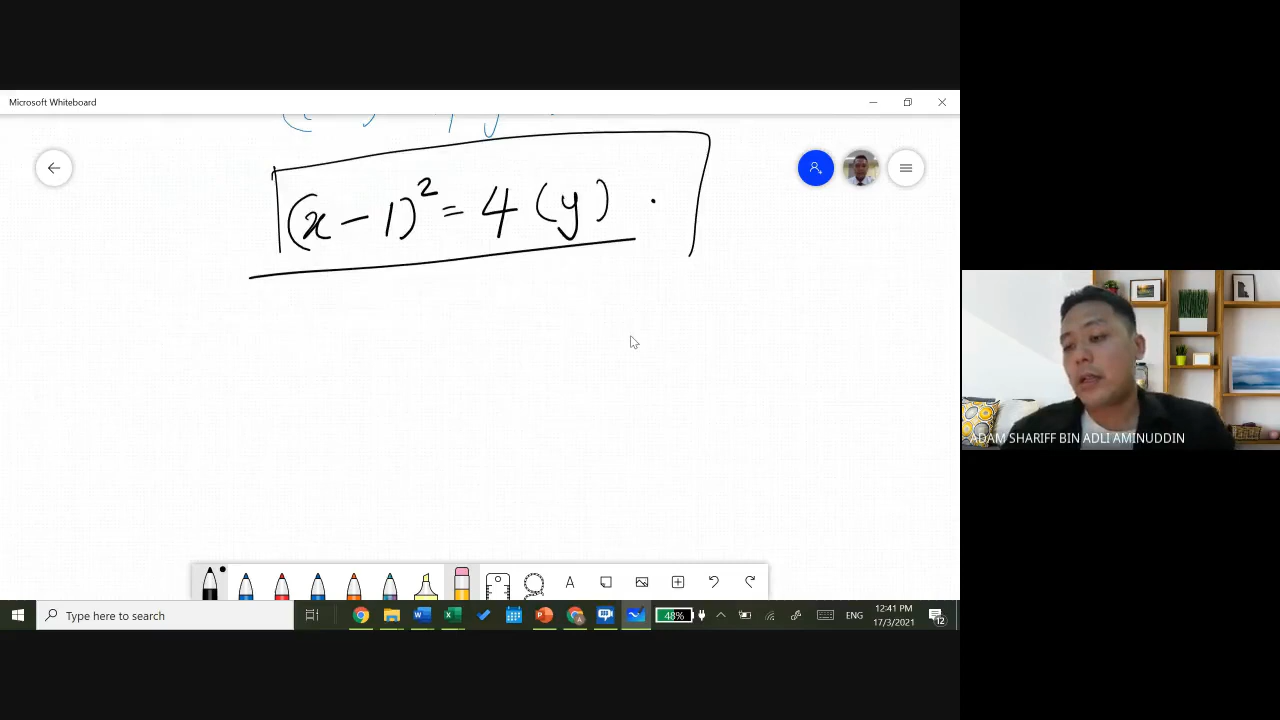 Microsoft Whiteboard
(x - 1)² = 4 (y) .
ADAM SHARIFF BIN ADLI AMINUDDIN
A
Type here to search
48%
ENG
12:41 PM
17/3/2021
12